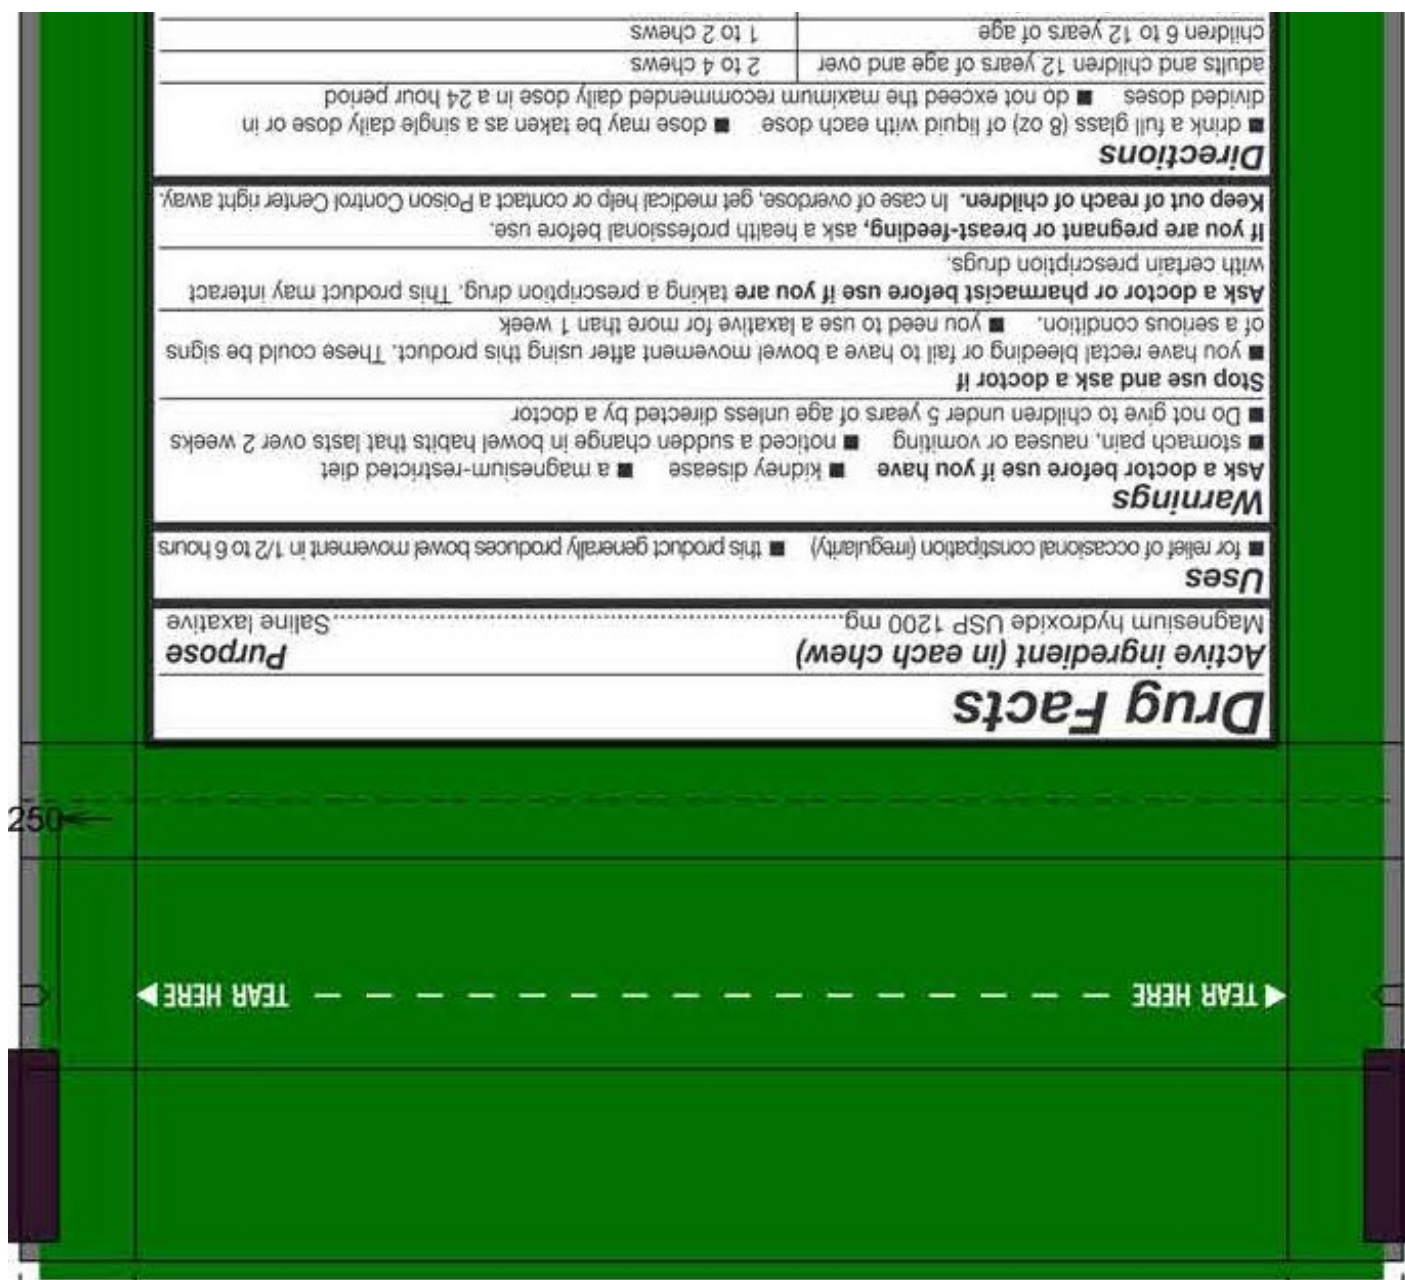 TEAR HERE TEAR HERE
250
Drug Facts
Active ingredient (in each chew) Purpose
Magnesium hydroxide USP 1200 mg..........................................................................Saline laxative
Uses
■ for relief of occasional constipation (irregularity) ■ this product generally produces bowel movement in 1/2 to 6 hours
Warnings
Ask a doctor before use if you have ■ kidney disease ■ a magnesium-restricted diet
■ stomach pain, nausea or vomiting ■ noticed a sudden change in bowel habits that lasts over 2 weeks
■ Do not give to children under 5 years of age unless directed by a doctor
Stop use and ask a doctor if
■ you have rectal bleeding or fail to have a bowel movement after using this product. These could be signs
of a serious condition. ■ you need to use a laxative for more than 1 week
Ask a doctor or pharmacist before use if you are taking a prescription drug. This product may interact
with certain prescription drugs.
If you are pregnant or breast-feeding, ask a health professional before use.
Keep out of reach of children. In case of overdose, get medical help or contact a Poison Control Center right away.
Directions
■ drink a full glass (8 oz) of liquid with each dose ■ dose may be taken as a single daily dose or in
divided doses ■ do not exceed the maximum recommended daily dose in a 24 hour period
adults and children 12 years of age and over 2 to 4 chews
children 6 to 12 years of age 1 to 2 chews